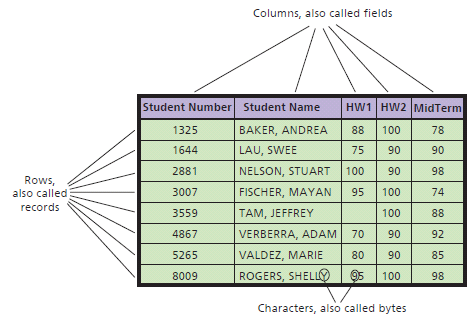 Columns, also called fields
Student Number Student Name HW1 HW2 MidTerm
1325 BAKER, ANDREA 88 100 78
1644 LAU, SWEE 75 90 90
2881 NELSON, STUART 100 90 98
Rows,
also called
records
3007 FISCHER, MAYAN 95 100 74
3559 TAM, JEFFREY 100 88
4867 VERBERRA, ADAM 70 90 92
5265 VALDEZ, MARIE 80 90 85
8009 ROGERS, SHELLY 95 100 98
Characters, also called bytes